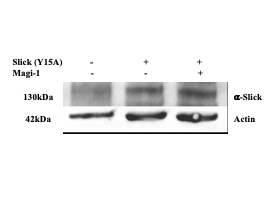 Slick (Y15A) - + +
Magi-1 - - +
130kDa α-Slick
42kDa Actin